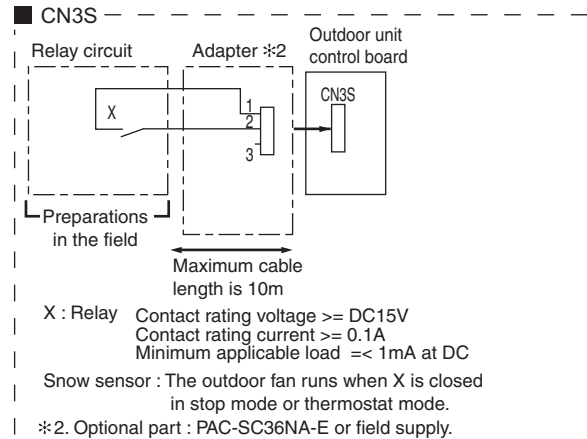 ■ CN3S
Relay circuit
Adapter ✻2
Outdoor unit
control board
X
1
2
3
CN3S
Preparations
in the field
Maximum cable
length is 10m
X : Relay
Contact rating voltage >= DC15V
Contact rating current >= 0.1A
Minimum applicable load =< 1mA at DC
Snow sensor : The outdoor fan runs when X is closed
in stop mode or thermostat mode.
✻2. Optional part : PAC-SC36NA-E or field supply.